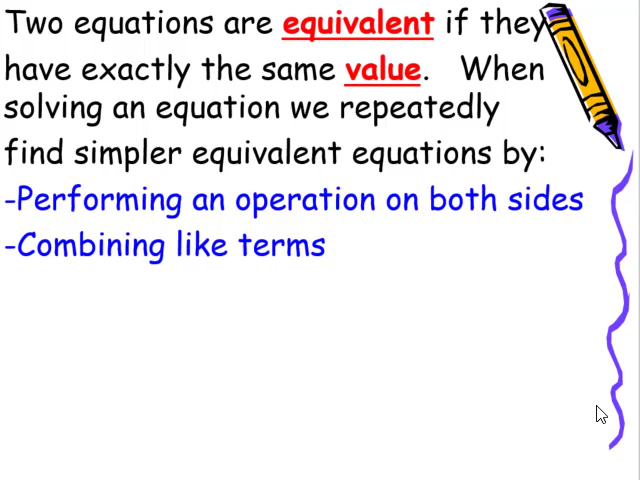 Two equations are equivalent if they
have exactly the same value. When
solving an equation we repeatedly
find simpler equivalent equations by:
-Performing an operation on both sides
-Combining like terms